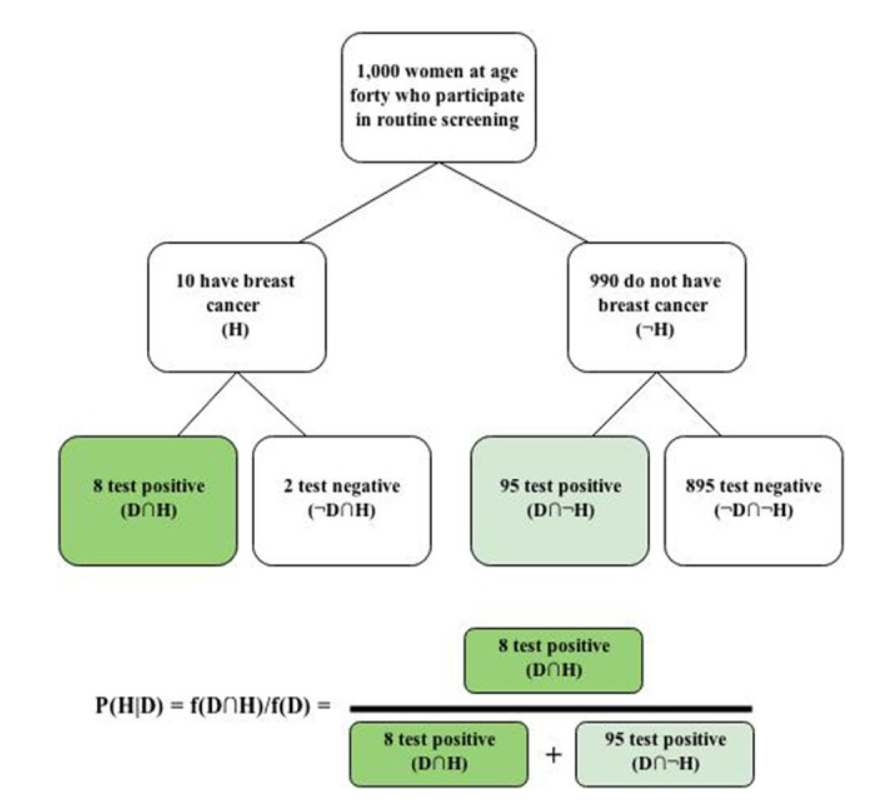 1,000 women at age
forty who participate
in routine screening
10 have breast
cancer
(H)
990 do not have
breast cancer
(¬H)
8 test positive
(D∩H)
2 test negative
(¬D∩H)
95 test positive
(D∩¬H)
895 test negative
(¬D∩¬H)
8 test positive
(D∩H)
P(H|D) = f(D∩H)/f(D) =
8 test positive
(D∩H)
+
95 test positive
(D∩¬H)